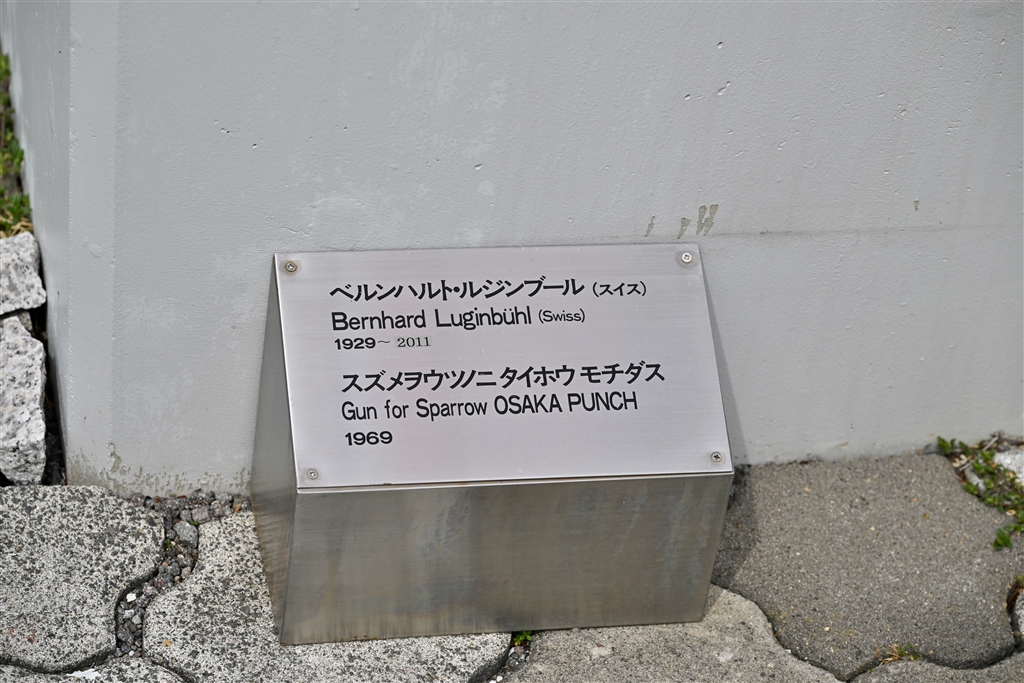 ベルンハルト・ルジンブール（スイス）
Bernhard Luginbühl (Swiss)
1929～ 2011
スズメヲウツノニ タイホウ モチダス
Gun for Sparrow OSAKA PUNCH
1969